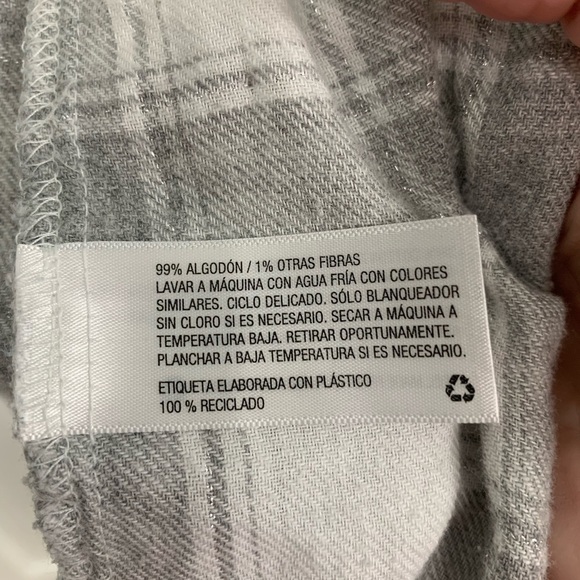 99% ALGODÓN / 1% OTRAS FIBRAS
LAVAR A MÁQUINA CON AGUA FRÍA CON COLORES
SIMILARES. CICLO DELICADO. SÓLO BLANQUEADOR
SIN CLORO SI ES NECESARIO. SECAR A MÁQUINA A
TEMPERATURA BAJA. RETIRAR OPORTUNAMENTE.
PLANCHAR A BAJA TEMPERATURA SI ES NECESARIO.
ETIQUETA ELABORADA CON PLÁSTICO
100 % RECICLADO